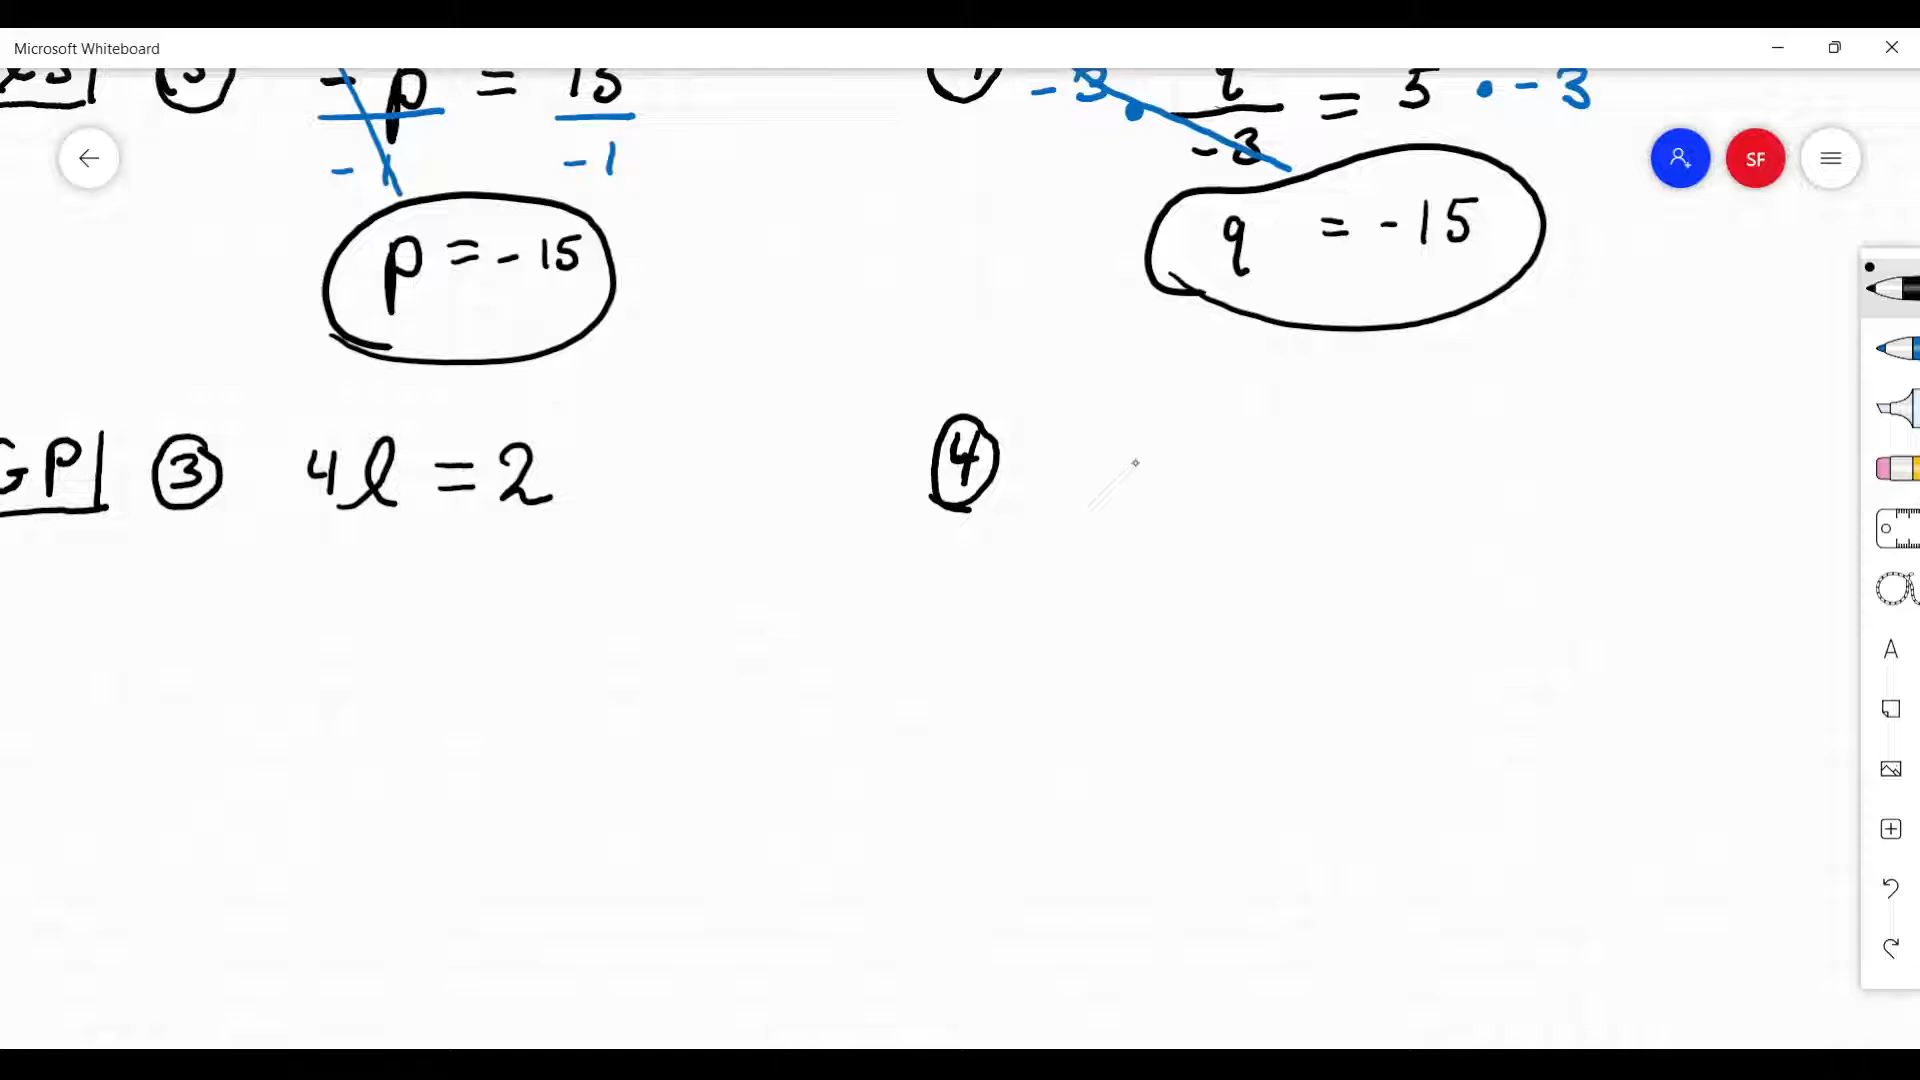 Microsoft Whiteboard
- p = 15
- 1 - 1
p = - 15
- 3 • q / - 3 = 5 • - 3
q = - 15
SF
GP ③ 4l = 2
④